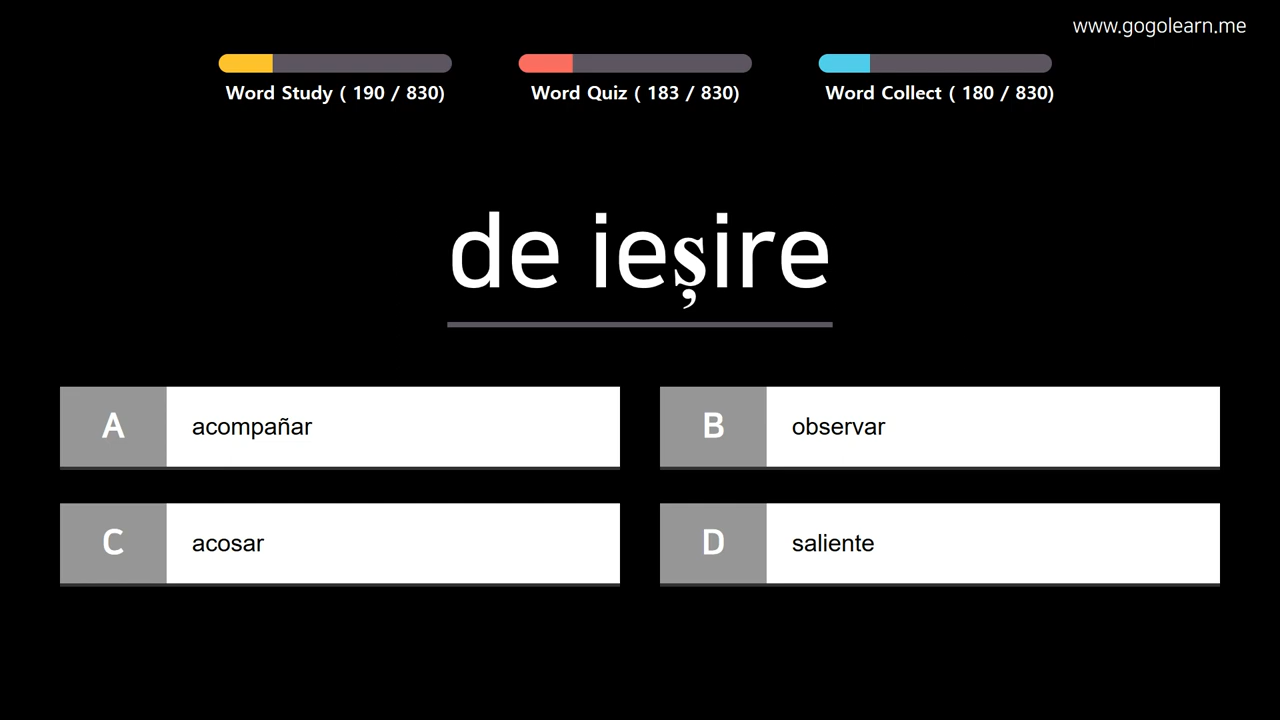 www.gogolearn.me
Word Study ( 190 / 830)
Word Quiz ( 183 / 830)
Word Collect ( 180 / 830)
de ieșire
A acompañar
B observar
C acosar
D saliente